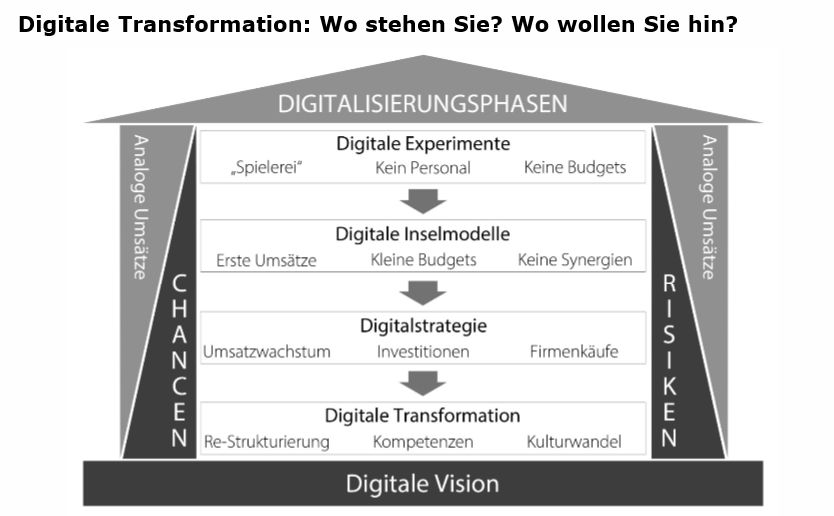 Digitale Transformation: Wo stehen Sie? Wo wollen Sie hin?
DIGITALISIERUNGSPHASEN
Analoge Umsätze
CHANCEN
Digitale Experimente
„Spielerei“ Kein Personal Keine Budgets
Digitale Inselmodelle
Erste Umsätze Kleine Budgets Keine Synergien
Digitalstrategie
Umsatzwachstum Investitionen Firmenkäufe
Digitale Transformation
Re-Strukturierung Kompetenzen Kulturwandel
RISIKEN
Analoge Umsätze
Digitale Vision